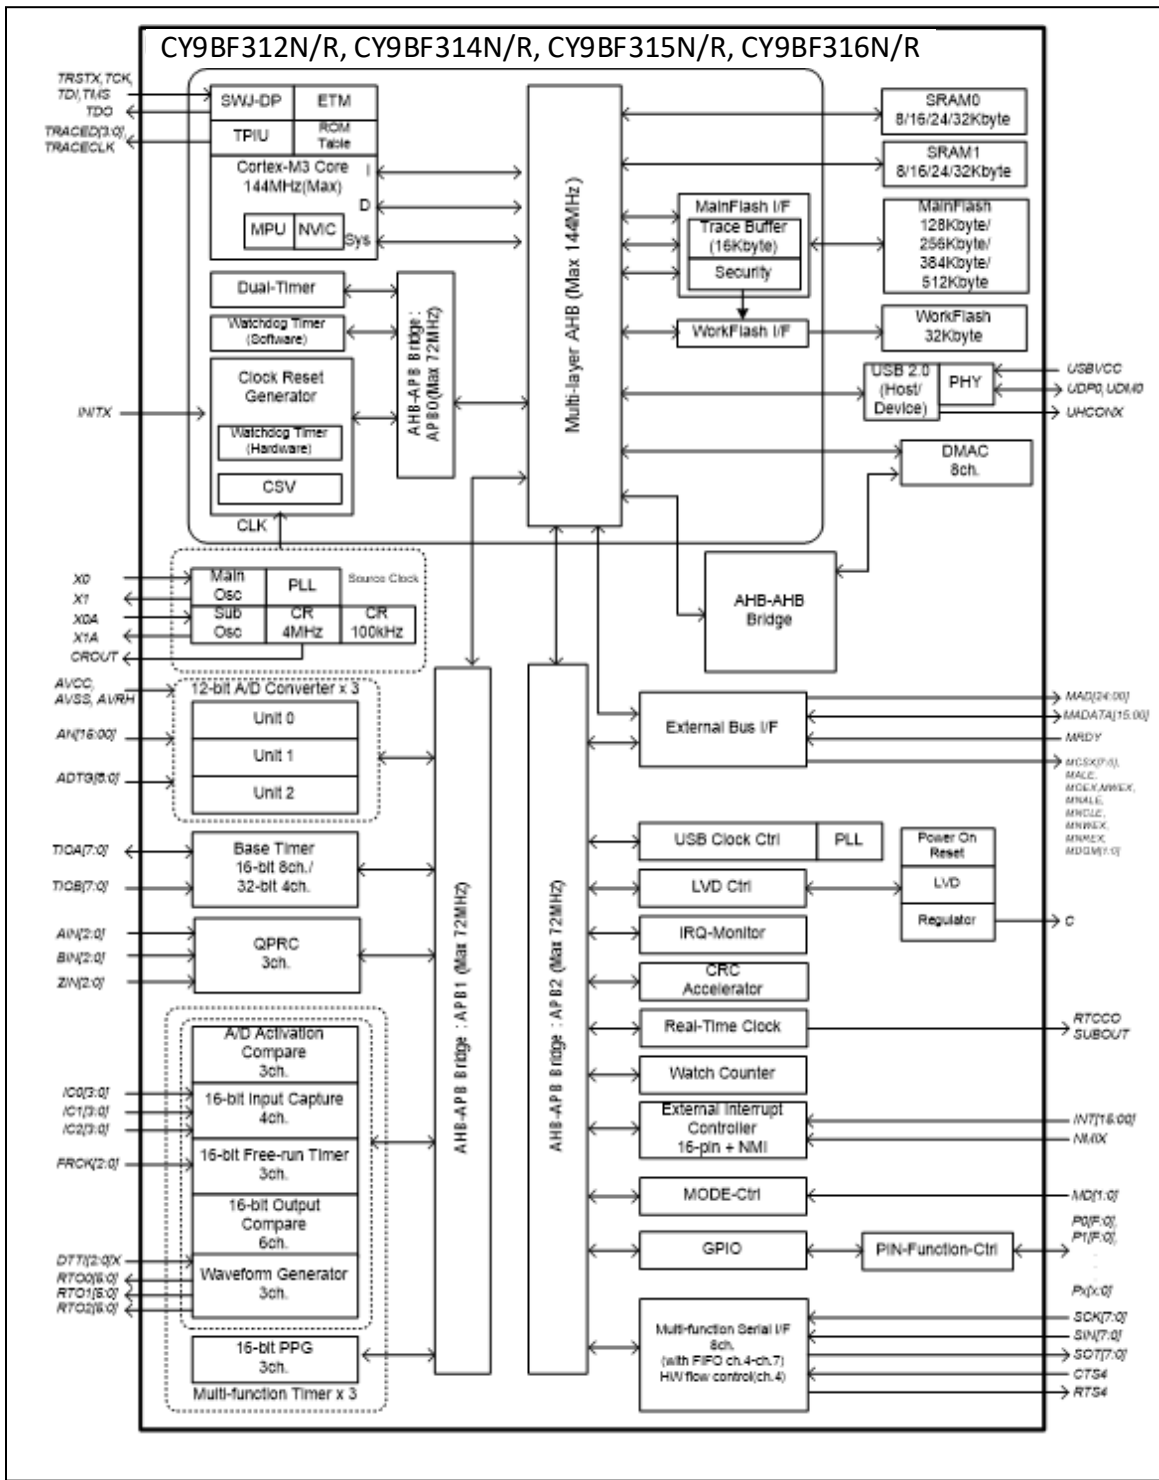 CY9BF312N/R, CY9BF314N/R, CY9BF315N/R, CY9BF316N/R
TRSTX,TCK,
TDI,TMS
TDO
TRACED[3:0],
TRACECLK
SWJ-DP
ETM
TPIU
ROM
Table
Cortex-M3 Core
144MHz(Max)
I
D
Sys
MPU
NVIC
Dual-Timer
Watchdog Timer
(Software)
Clock Reset
Generator
Watchdog Timer
(Hardware)
CSV
CLK
INITX
AHB-APB Bridge :
APB0(Max 72MHz)
Multi-layer AHB (Max 144MHz)
SRAM0
8/16/24/32Kbyte
SRAM1
8/16/24/32Kbyte
MainFlash I/F
Trace Buffer
(16Kbyte)
Security
MainFlash
128Kbyte/
256Kbyte/
384Kbyte/
512Kbyte
WorkFlash I/F
WorkFlash
32Kbyte
USB 2.0
(Host/
Device)
PHY
USBVCC
UDP0,UDM0
UHCONX
DMAC
8ch.
AHB-AHB
Bridge
X0
X1
X0A
X1A
CROUT
Main
Osc
PLL
Source Clock
Sub
Osc
CR
4MHz
CR
100kHz
AVCC,
AVSS, AVRH
AN[16:00]
ADTG[8:0]
12-bit A/D Converter x 3
Unit 0
Unit 1
Unit 2
TIOA[7:0]
TIOB[7:0]
Base Timer
16-bit 8ch./
32-bit 4ch.
AIN[2:0]
BIN[2:0]
ZIN[2:0]
QPRC
3ch.
A/D Activation
Compare
3ch.
IC0[3:0]
IC1[3:0]
IC2[3:0]
16-bit Input Capture
4ch.
FRCK[2:0]
16-bit Free-run Timer
3ch.
16-bit Output
Compare
6ch.
DTTI[2:0]X
RTO0[5:0]
RTO1[5:0]
RTO2[5:0]
Waveform Generator
3ch.
16-bit PPG
3ch.
Multi-function Timer x 3
AHB-APB Bridge : APB1 (Max 72MHz)
AHB-APB Bridge : APB2 (Max 72MHz)
External Bus I/F
MAD[24:00]
MADATA[15:00]
MRDY
MCSX[7:0],
MALE,
MOEX,MWEX,
MNALE,
MNCLE,
MNWEX,
MNREX,
MDQM[1:0]
USB Clock Ctrl
PLL
LVD Ctrl
Power On
Reset
LVD
Regulator
C
IRQ-Monitor
CRC
Accelerator
Real-Time Clock
RTCCO
SUBOUT
Watch Counter
External Interrupt
Controller
16-pin + NMI
INT[15:00]
NMIX
MODE-Ctrl
MD[1:0]
GPIO
PIN-Function-Ctrl
P0[F:0],
P1[F:0],
.
.
.
Px[x:0]
Multi-function Serial I/F
8ch.
(with FIFO ch.4-ch.7)
HW flow control(ch.4)
SCK[7:0]
SIN[7:0]
SOT[7:0]
CTS4
RTS4